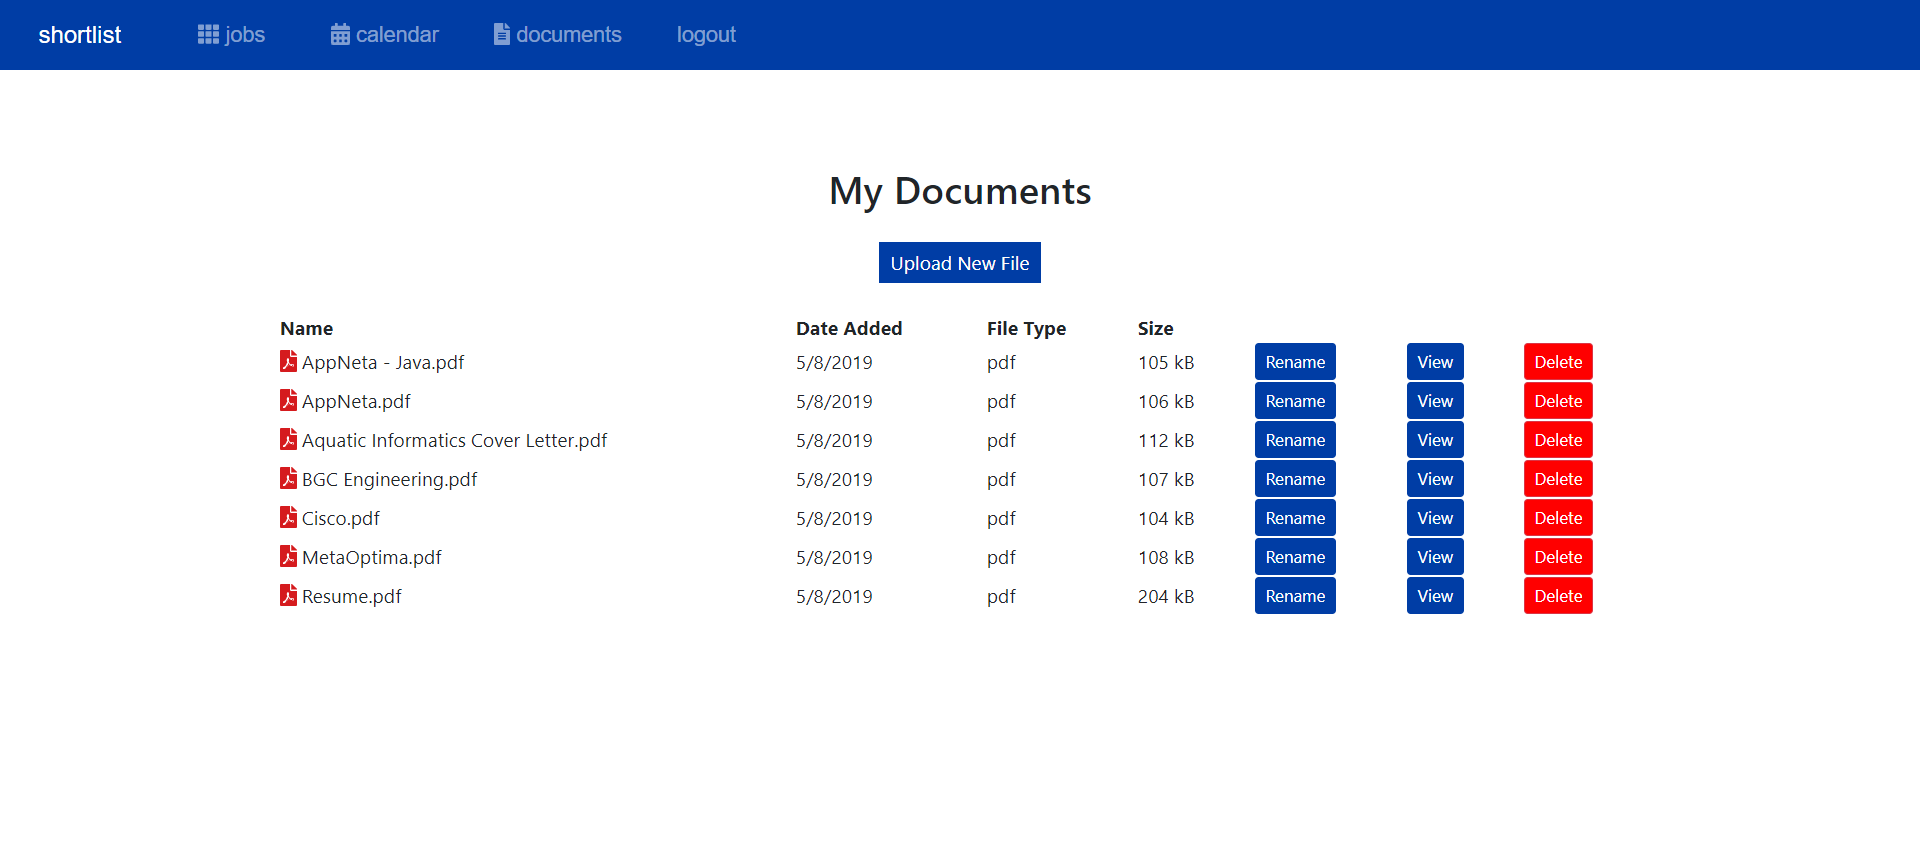 shortlist jobs calendar documents logout
My Documents
Upload New File
Name Date Added File Type Size
AppNeta - Java.pdf 5/8/2019 pdf 105 kB Rename View Delete
AppNeta.pdf 5/8/2019 pdf 106 kB Rename View Delete
Aquatic Informatics Cover Letter.pdf 5/8/2019 pdf 112 kB Rename View Delete
BGC Engineering.pdf 5/8/2019 pdf 107 kB Rename View Delete
Cisco.pdf 5/8/2019 pdf 104 kB Rename View Delete
MetaOptima.pdf 5/8/2019 pdf 108 kB Rename View Delete
Resume.pdf 5/8/2019 pdf 204 kB Rename View Delete